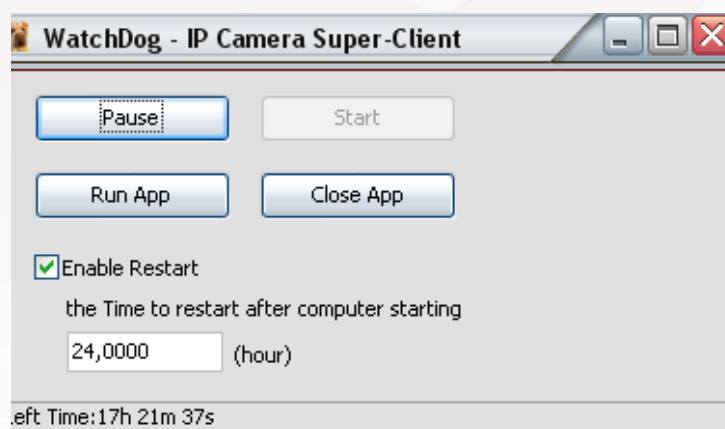 WatchDog - IP Camera Super-Client
Pause Start
Run App Close App
Enable Restart
the Time to restart after computer starting
24,0000 (hour)
Left Time:17h 21m 37s